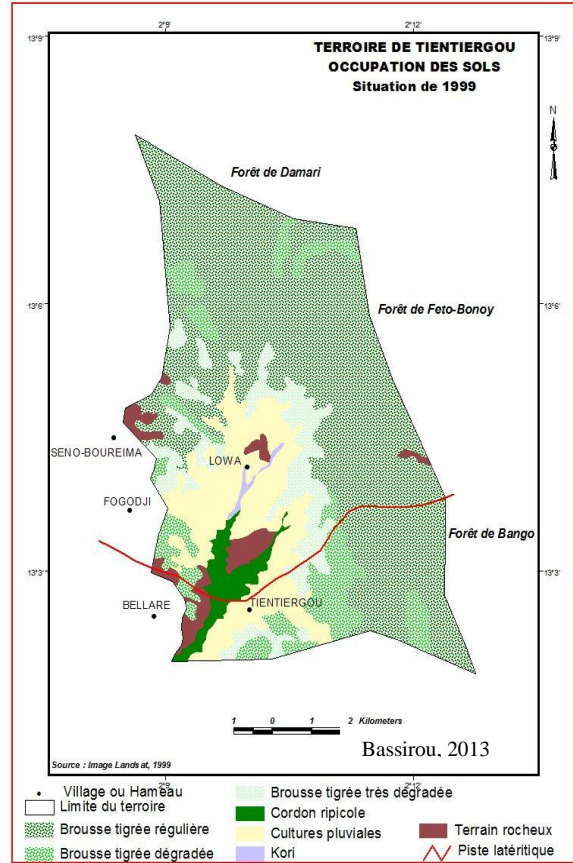 2°9
2°12'
13°9'
13°9'
TERROIRE DE TIENTIERGOU
OCCUPATION DES SOLS
Situation de 1999
N
Forêt de Damari
13°6'
13°6'
Forêt de Feto-Bonoy
SENO-BOUREIMA
LOWA
FOGODJI
Forêt de Bango
13°3'
13°3'
BELLARE
TIENTIERGOU
1 0 1 2 Kilometers
Bassirou, 2013
Source : Image Landsat, 1999
2°9
2°12'
Village ou Hameau
Limite du terroire
Brousse tigrée régulière
Brousse tigrée dégradée
Brousse tigrée très dégradée
Cordon ripicole
Cultures pluviales
Kori
Terrain rocheux
Piste latéritique